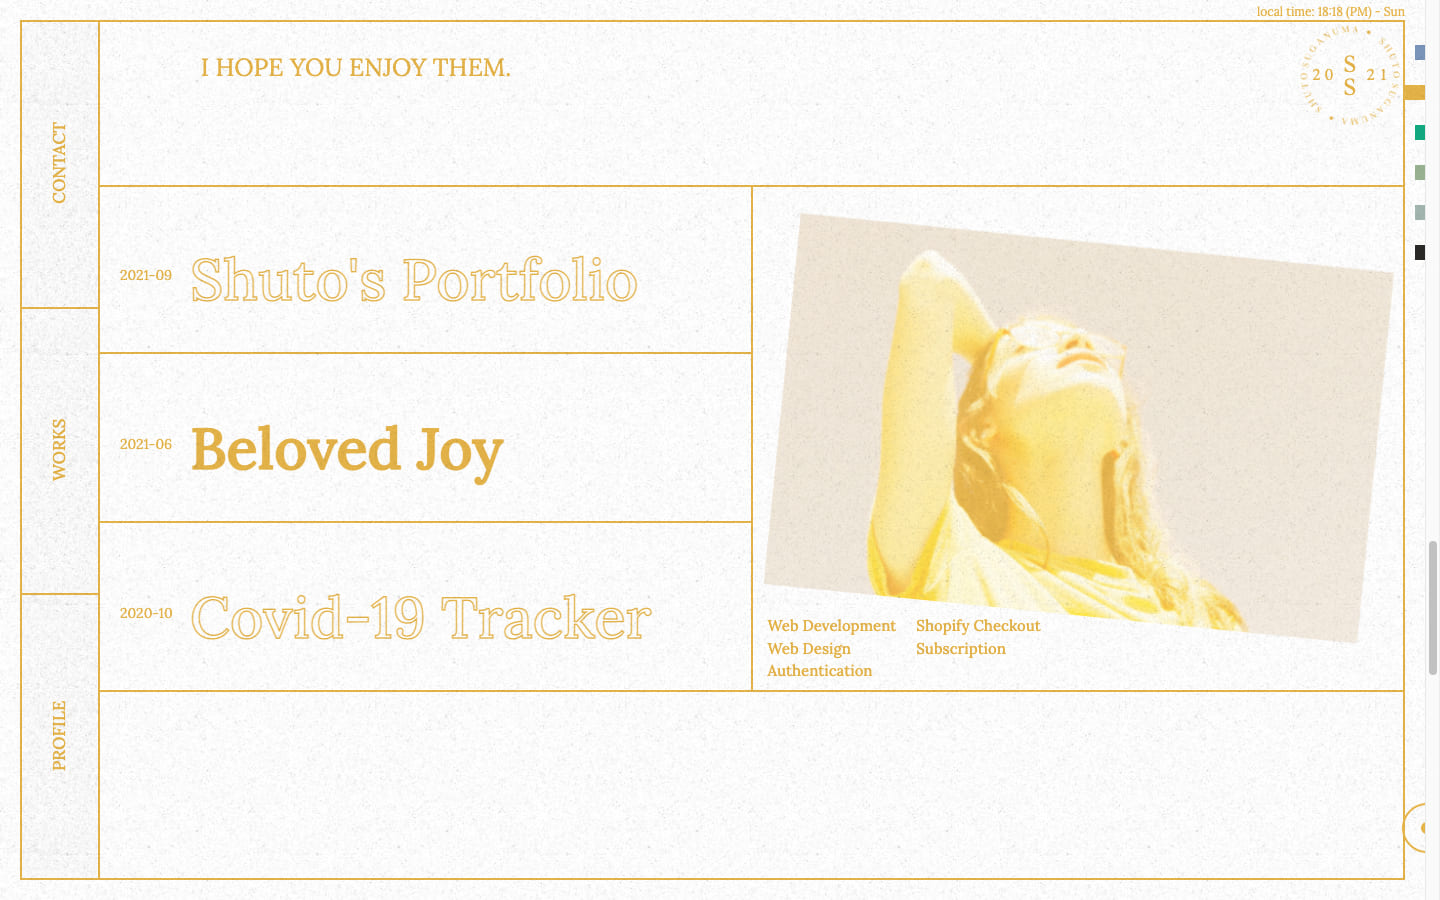 local time: 18:18 (PM) - Sun
I HOPE YOU ENJOY THEM.
SHUTO SUGANUMA • SHUTO SUGANUMA •
20 S S 21
CONTACT
WORKS
PROFILE
2021-09 Shuto's Portfolio
2021-06 Beloved Joy
2020-10 Covid-19 Tracker
Web Development Shopify Checkout
Web Design Subscription
Authentication